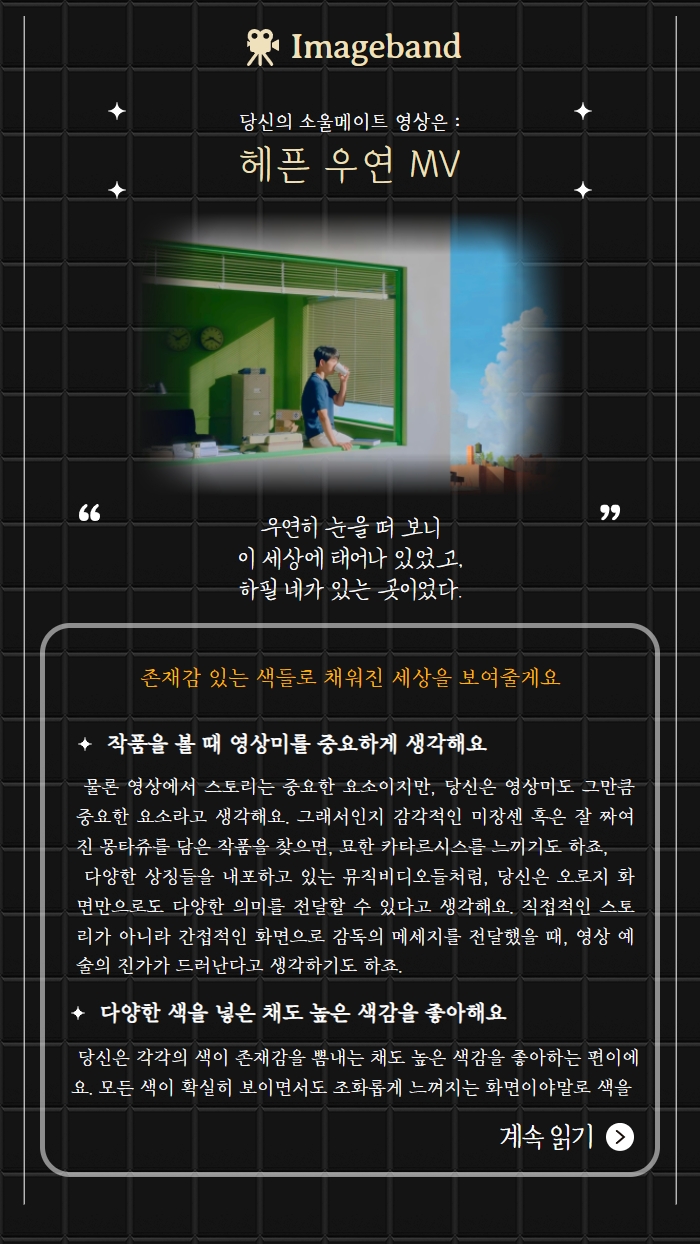 Imageband
당신의 소울메이트 영상은 :
헤픈 우연 MV
“ ”
우연히 눈을 떠 보니
이 세상에 태어나 있었고,
하필 네가 있는 곳이었다.
존재감 있는 색들로 채워진 세상을 보여줄게요
작품을 볼 때 영상미를 중요하게 생각해요
물론 영상에서 스토리는 중요한 요소이지만, 당신은 영상미도 그만큼
중요한 요소라고 생각해요. 그래서인지 감각적인 미장센 혹은 잘 짜여
진 몽타쥬를 담은 작품을 찾으면, 묘한 카타르시스를 느끼기도 하죠,
다양한 상징들을 내포하고 있는 뮤직비디오들처럼, 당신은 오로지 화
면만으로도 다양한 의미를 전달할 수 있다고 생각해요. 직접적인 스토
리가 아니라 간접적인 화면으로 감독의 메세지를 전달했을 때, 영상 예
술의 진가가 드러난다고 생각하기도 하죠.
다양한 색을 넣은 채도 높은 색감을 좋아해요
당신은 각각의 색이 존재감을 뽐내는 채도 높은 색감을 좋아하는 편이에
요. 모든 색이 확실히 보이면서도 조화롭게 느껴지는 화면이야말로 색을
계속 읽기